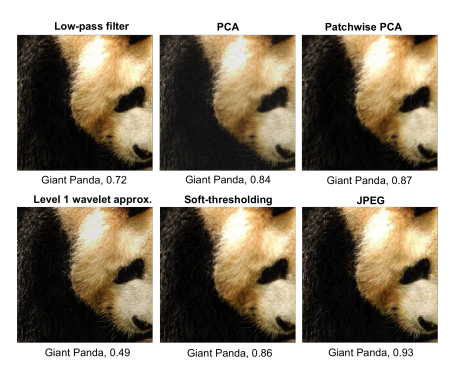 Low-pass filter
PCA
Patchwise PCA
Giant Panda, 0.72
Giant Panda, 0.84
Giant Panda, 0.87
Level 1 wavelet approx.
Soft-thresholding
JPEG
Giant Panda, 0.49
Giant Panda, 0.86
Giant Panda, 0.93